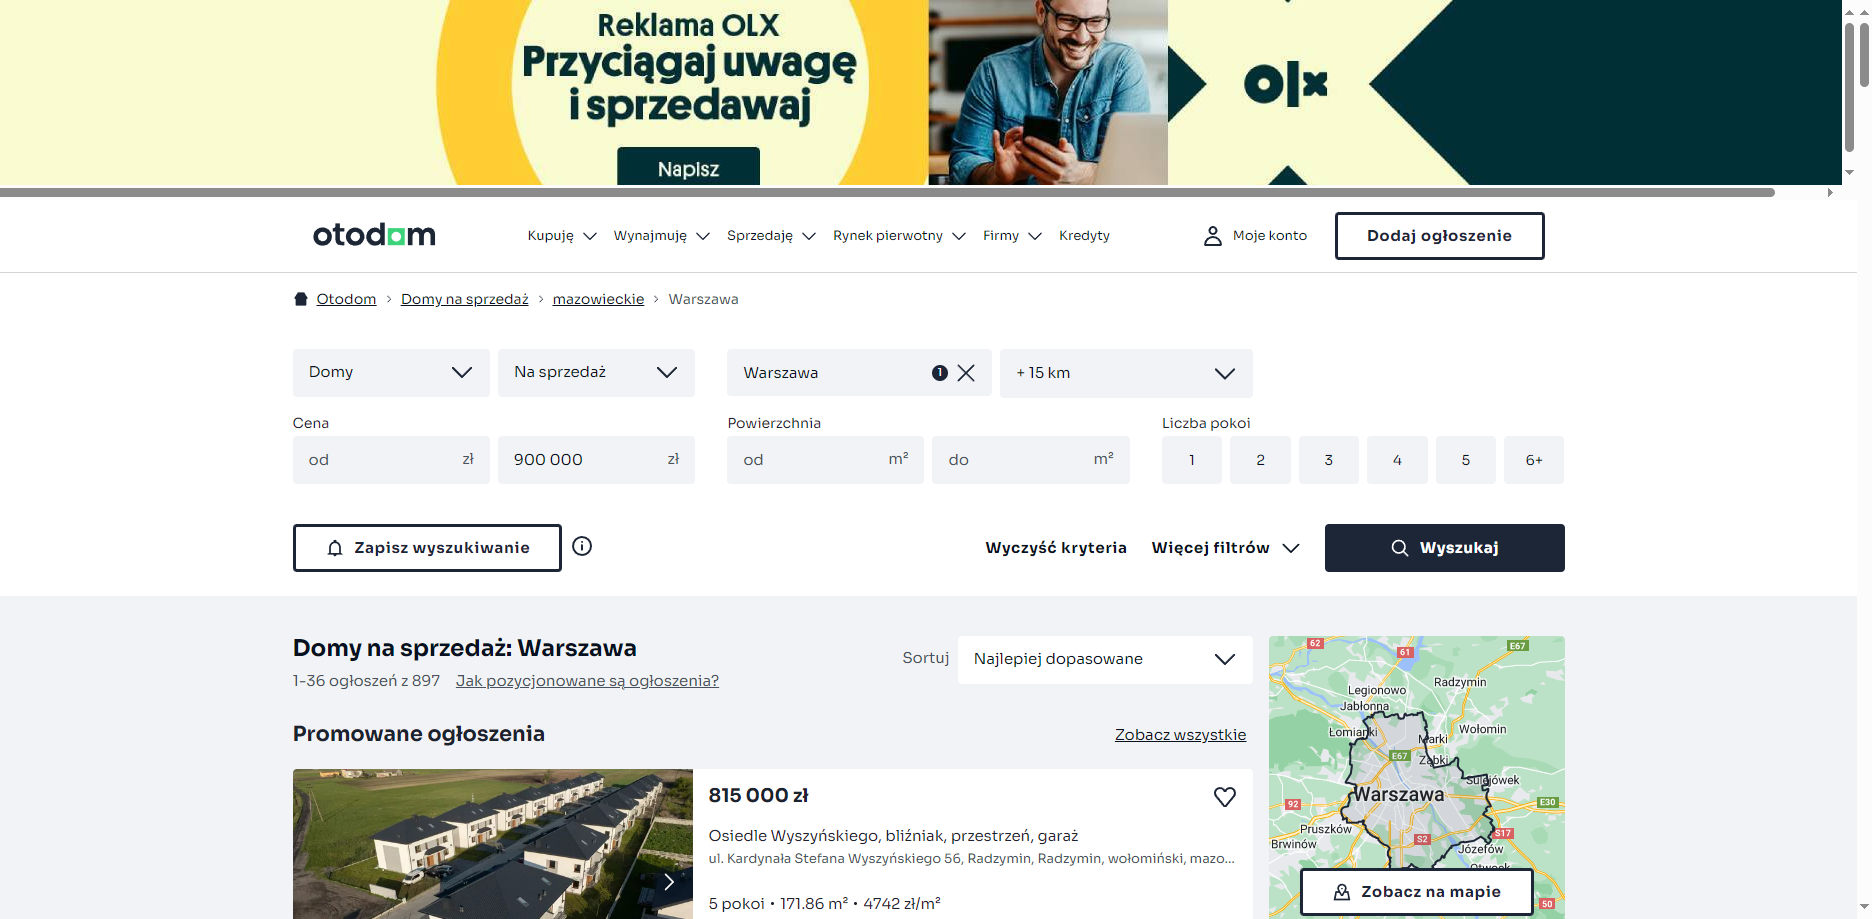 Reklama OLX
Przyciągaj uwagę
i sprzedawaj
Napisz
olx
otodom
Kupuję
Wynajmuję
Sprzedaję
Rynek pierwotny
Firmy
Kredyty
Moje konto
Dodaj ogłoszenie
Otodom > Domy na sprzedaż > mazowieckie > Warszawa
Domy
Na sprzedaż
Warszawa
1
+ 15 km
Cena
Powierzchnia
Liczba pokoi
od zł
900 000 zł
od m²
do m²
1
2
3
4
5
6+
Zapisz wyszukiwanie
Wyczyść kryteria
Więcej filtrów
Wyszukaj
Domy na sprzedaż: Warszawa
1-36 ogłoszeń z 897 Jak pozycjonowane są ogłoszenia?
Sortuj
Najlepiej dopasowane
Promowane ogłoszenia
Zobacz wszystkie
815 000 zł
Osiedle Wyszyńskiego, bliźniak, przestrzeń, garaż
ul. Kardynała Stefana Wyszyńskiego 56, Radzymin, Radzymin, wołomiński, mazo...
5 pokoi • 171.86 m² • 4742 zł/m²
62
61
E67
Radzymin
Legionowo
Jabłonna
Łomianki
Marki
Wołomin
E67
Ząbki
Sulejówek
Warszawa
92
E30
Pruszków
S2
S17
Brwinów
Józefów
Otwock
50
Zobacz na mapie